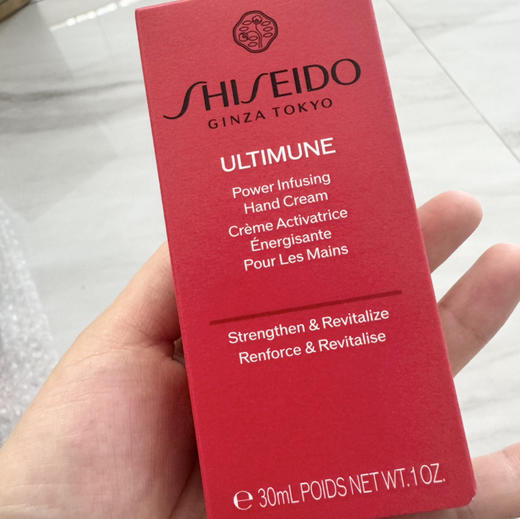 SHISEIDO
GINZA TOKYO
ULTIMUNE
Power Infusing
Hand Cream
Crème Activatrice
Énergisante
Pour Les Mains
Strengthen & Revitalize
Renforce & Revitalise
℮ 30mL POIDS NET WT.1 OZ.